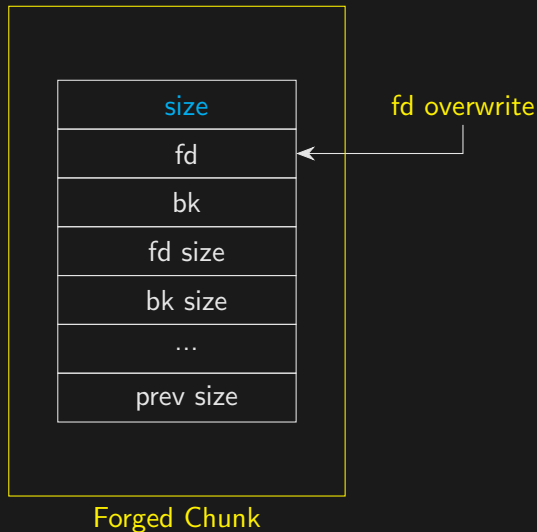 size
fd overwrite
fd
bk
fd size
bk size
...
prev size
Forged Chunk